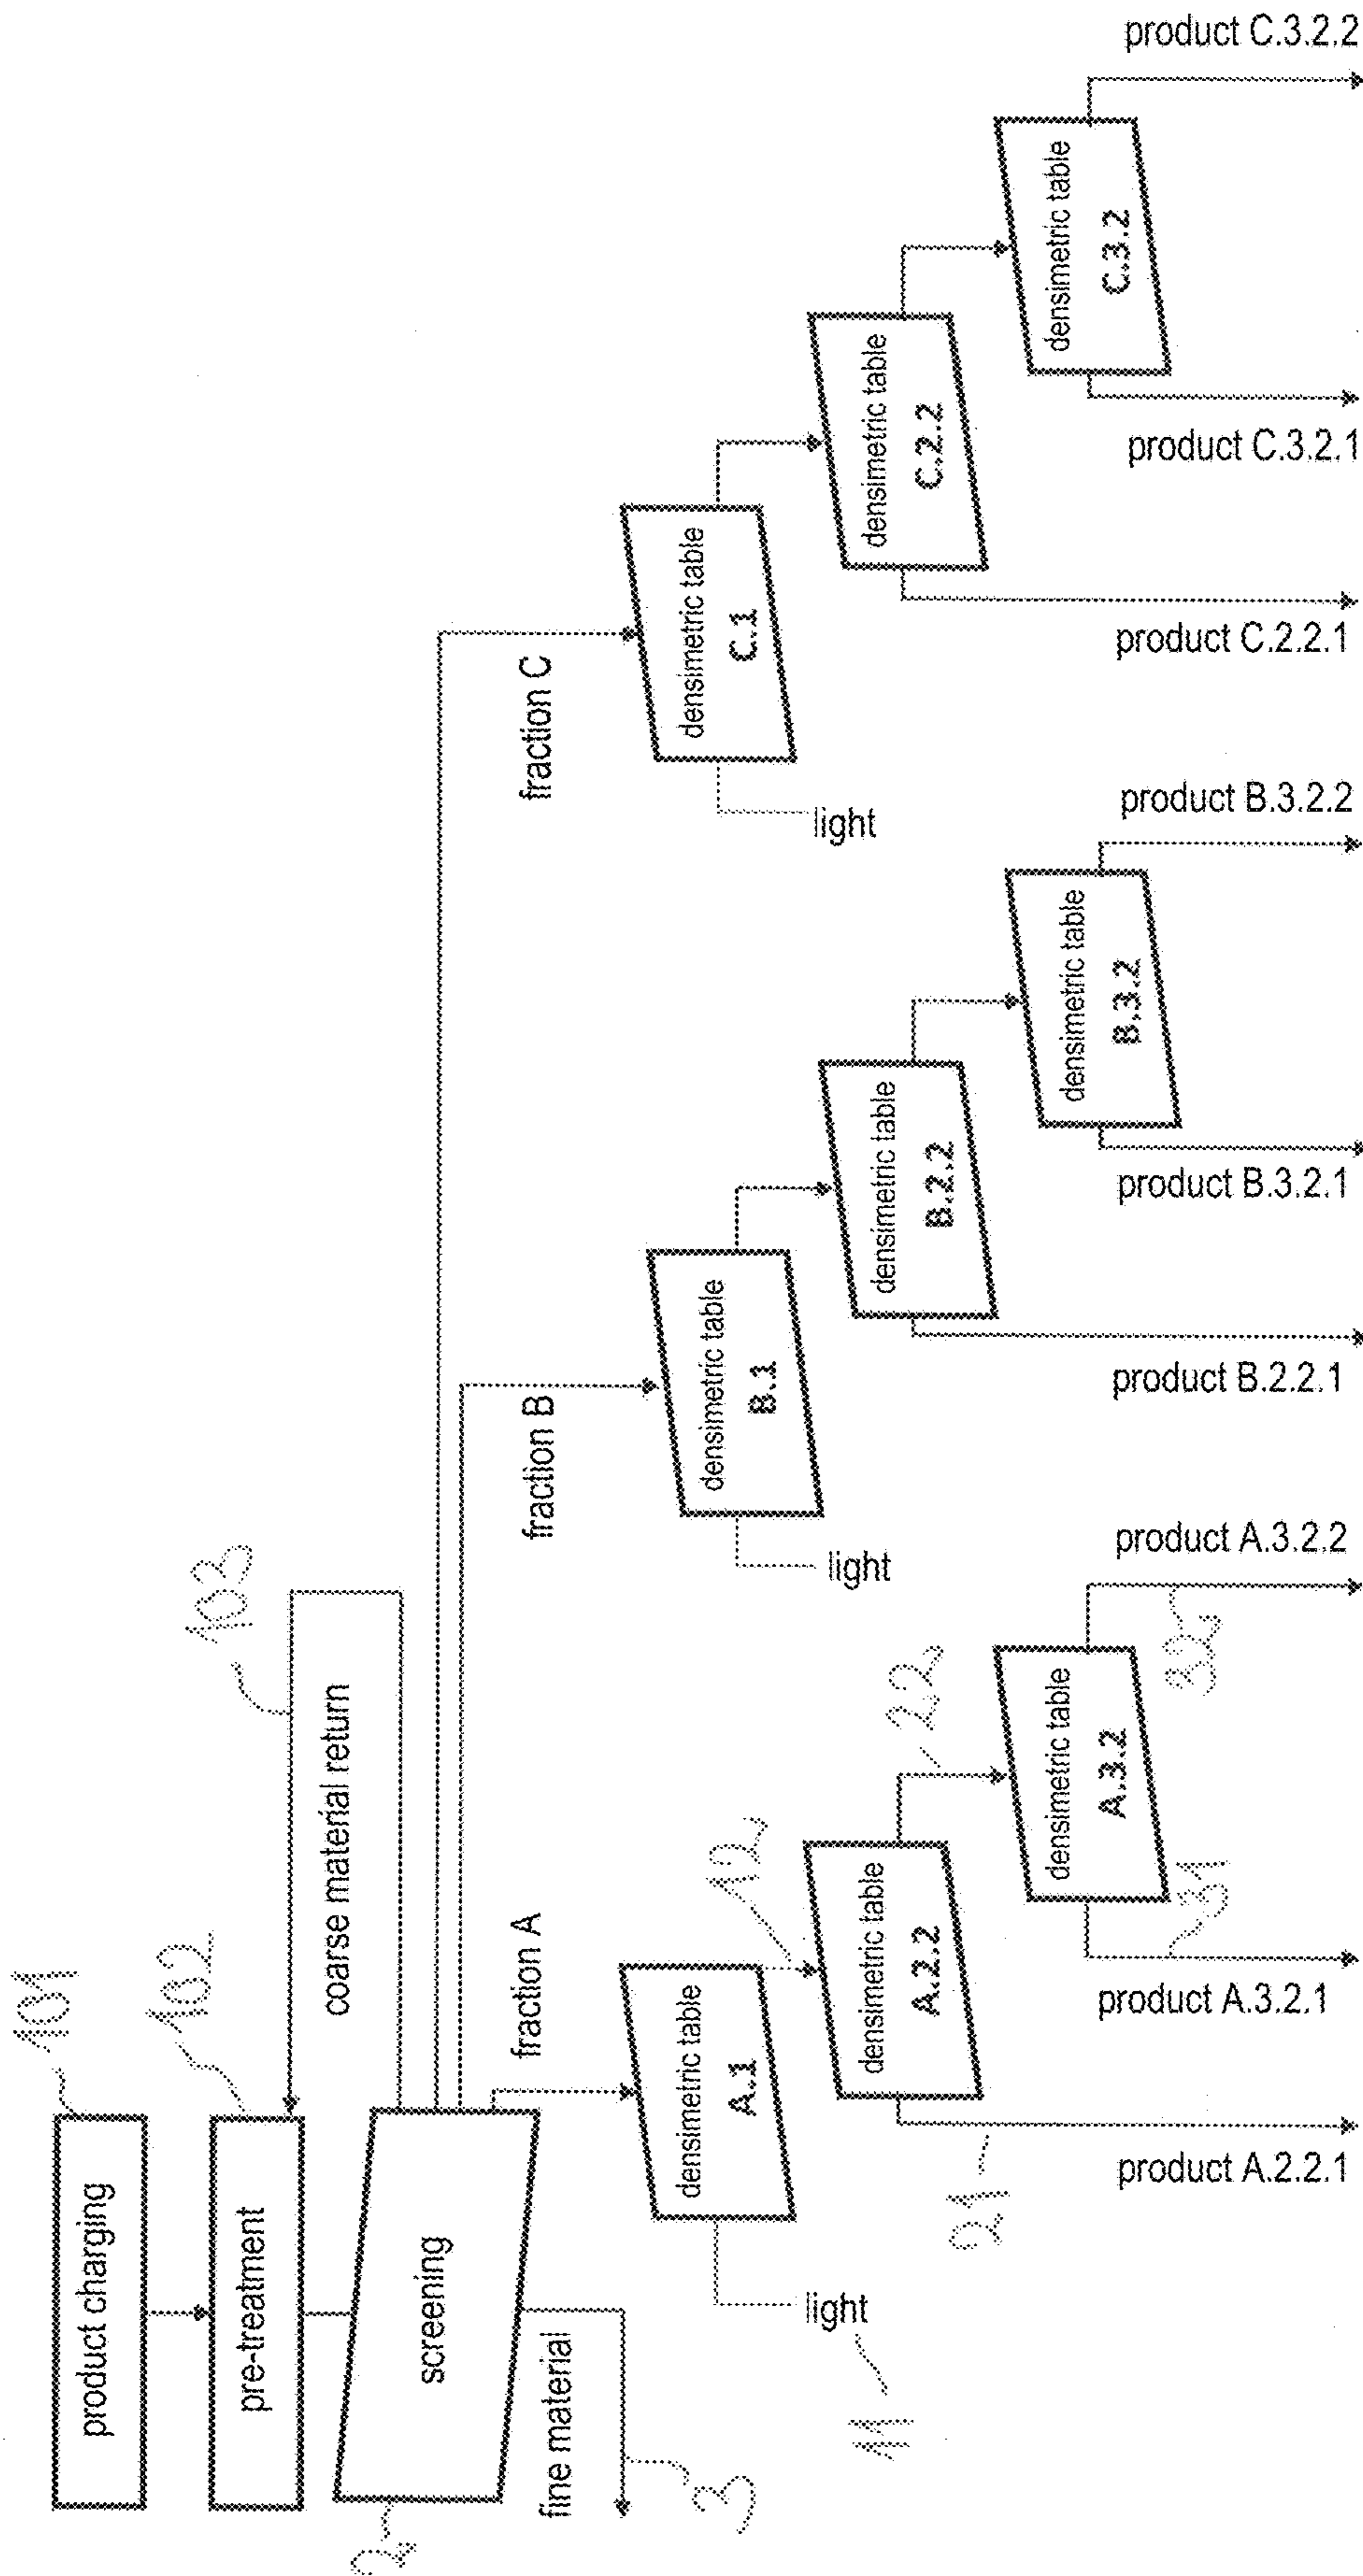 101
product charging
102
pre-treatment
103
coarse material return
2
screening
fine material
3
fraction A
fraction B
fraction C
densimetric table
A.1
light
11
12
densimetric table
A.2.2
21
22
densimetric table
A.3.2
31
32
product A.2.2.1
product A.3.2.1
product A.3.2.2
densimetric table
B.1
light
densimetric table
B.2.2
densimetric table
B.3.2
product B.2.2.1
product B.3.2.1
product B.3.2.2
densimetric table
C.1
light
densimetric table
C.2.2
densimetric table
C.3.2
product C.2.2.1
product C.3.2.1
product C.3.2.2